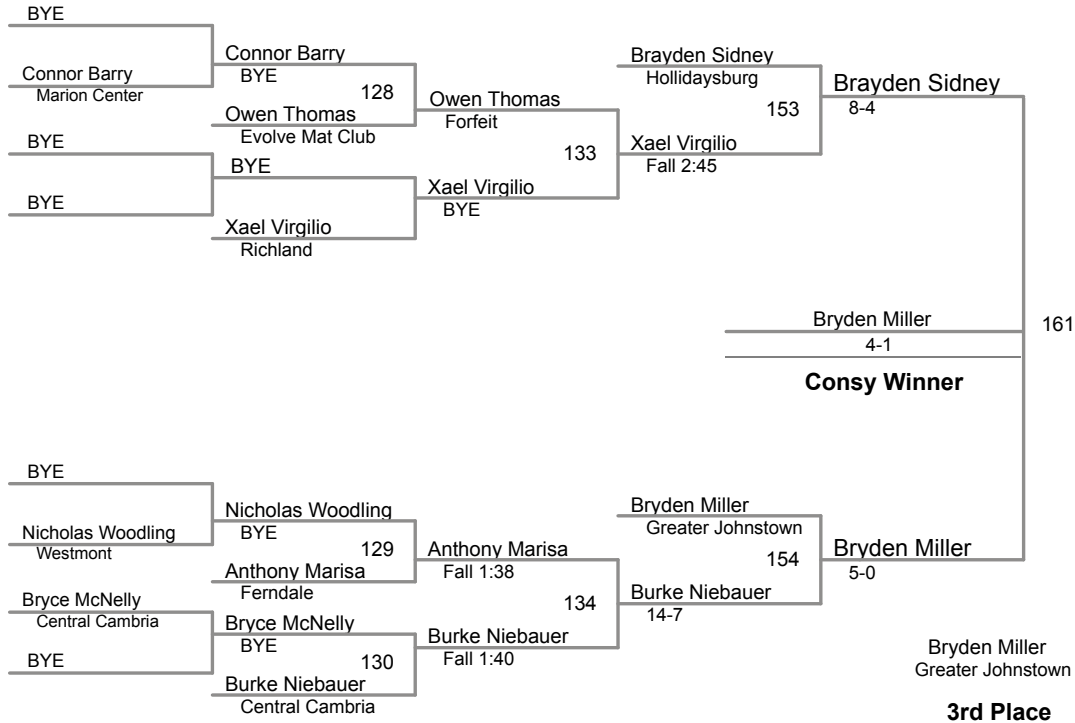 BYE
Connor Barry
Marion Center
BYE
BYE
Connor Barry
BYE
128
Owen Thomas
Evolve Mat Club
BYE
Xael Virgilio
Richland
Owen Thomas
Forfeit
133
Xael Virgilio
BYE
Brayden Sidney
Hollidaysburg
153
Xael Virgilio
Fall 2:45
Brayden Sidney
8-4
161
Bryden Miller
4-1
Consy Winner
BYE
Nicholas Woodling
Westmont
Bryce McNelly
Central Cambria
BYE
Nicholas Woodling
BYE
129
Anthony Marisa
Ferndale
Bryce McNelly
BYE
130
Burke Niebauer
Central Cambria
Anthony Marisa
Fall 1:38
134
Burke Niebauer
Fall 1:40
Bryden Miller
Greater Johnstown
154
Burke Niebauer
14-7
Bryden Miller
5-0
Bryden Miller
Greater Johnstown
3rd Place